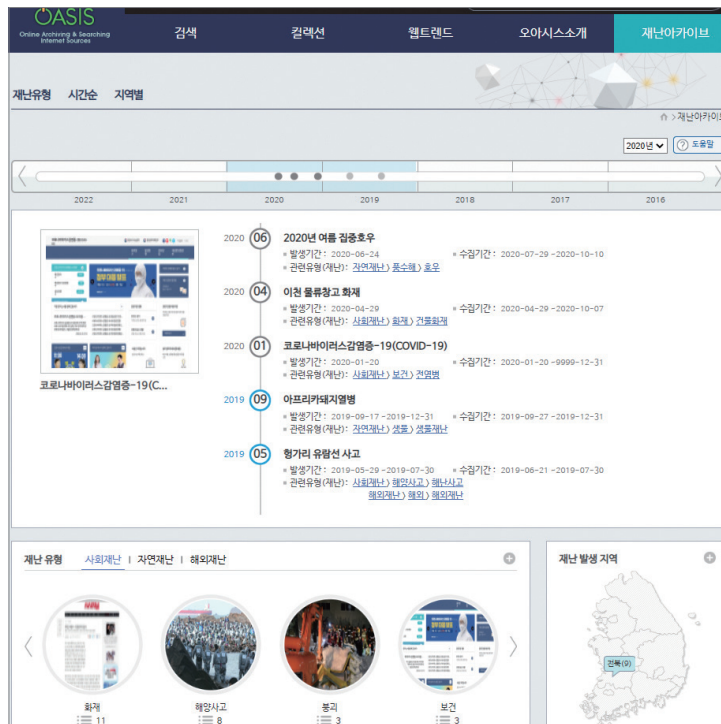 OASIS
Online Archiving & Searching
Internet Sources
검색
컬렉션
웹트렌드
오아시스소개
재난아카이브
재난유형 시간순 지역별
> 재난아카이브
2020년
? 도움말
2022 2021 2020 2019 2018 2017 2016
2020 06 2020년 여름 집중호우
발생기간 : 2020-06-24 수집기간 : 2020-07-29 ~2020-10-10
관련유형(재난): 자연재난 > 풍수해 > 호우
2020 04 이천 물류창고 화재
발생기간 : 2020-04-29 수집기간 : 2020-04-29 ~2020-10-07
관련유형(재난): 사회재난 > 화재 > 건물화재
2020 01 코로나바이러스감염증-19(COVID-19)
발생기간 : 2020-01-20 수집기간 : 2020-01-20 ~9999-12-31
관련유형(재난): 사회재난 > 보건 > 전염병
코로나바이러스감염증-19(C...
2019 09 아프리카돼지열병
발생기간 : 2019-09-17 ~2019-12-31 수집기간 : 2019-09-27 ~2019-12-31
관련유형(재난): 자연재난 > 생물 > 생물재난
2019 05 헝가리 유람선 사고
발생기간 : 2019-05-29 ~2019-07-30 수집기간 : 2019-06-21 ~2019-07-30
관련유형(재난): 사회재난 > 해양사고 > 해난사고
해외재난 > 해외 > 해외재난
재난 유형 사회재난 | 자연재난 | 해외재난
화재
11
해양사고
8
붕괴
3
보건
3
재난 발생 지역
전북(9)